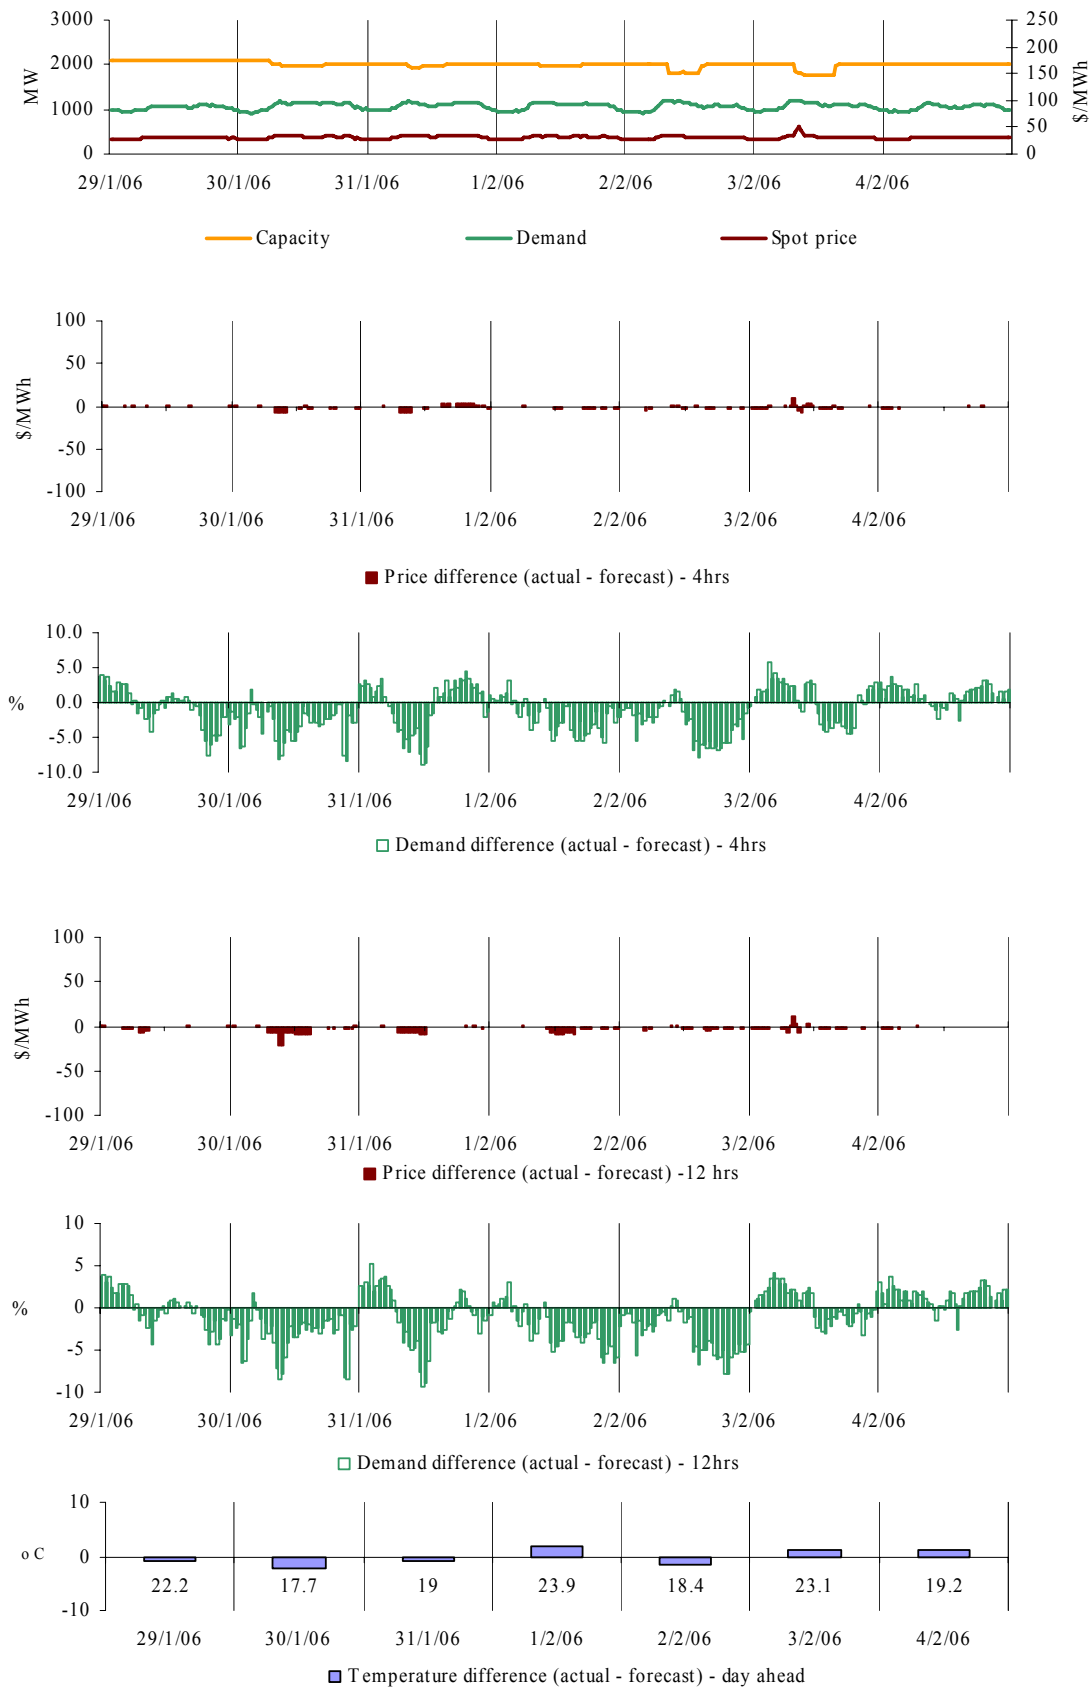 3000
2000
1000
0
MW
250
200
150
100
50
0
$/MWh
29/1/06 30/1/06 31/1/06 1/2/06 2/2/06 3/2/06 4/2/06
Capacity Demand Spot price
100
50
0
-50
-100
$/MWh
29/1/06 30/1/06 31/1/06 1/2/06 2/2/06 3/2/06 4/2/06
Price difference (actual - forecast) - 4hrs
10.0
5.0
0.0
-5.0
-10.0
%
29/1/06 30/1/06 31/1/06 1/2/06 2/2/06 3/2/06 4/2/06
Demand difference (actual - forecast) - 4hrs
100
50
0
-50
-100
$/MWh
29/1/06 30/1/06 31/1/06 1/2/06 2/2/06 3/2/06 4/2/06
Price difference (actual - forecast) -12 hrs
10
5
0
-5
-10
%
29/1/06 30/1/06 31/1/06 1/2/06 2/2/06 3/2/06 4/2/06
Demand difference (actual - forecast) - 12hrs
10
0
-10
o C
22.2 17.7 19 23.9 18.4 23.1 19.2
29/1/06 30/1/06 31/1/06 1/2/06 2/2/06 3/2/06 4/2/06
Temperature difference (actual - forecast) - day ahead